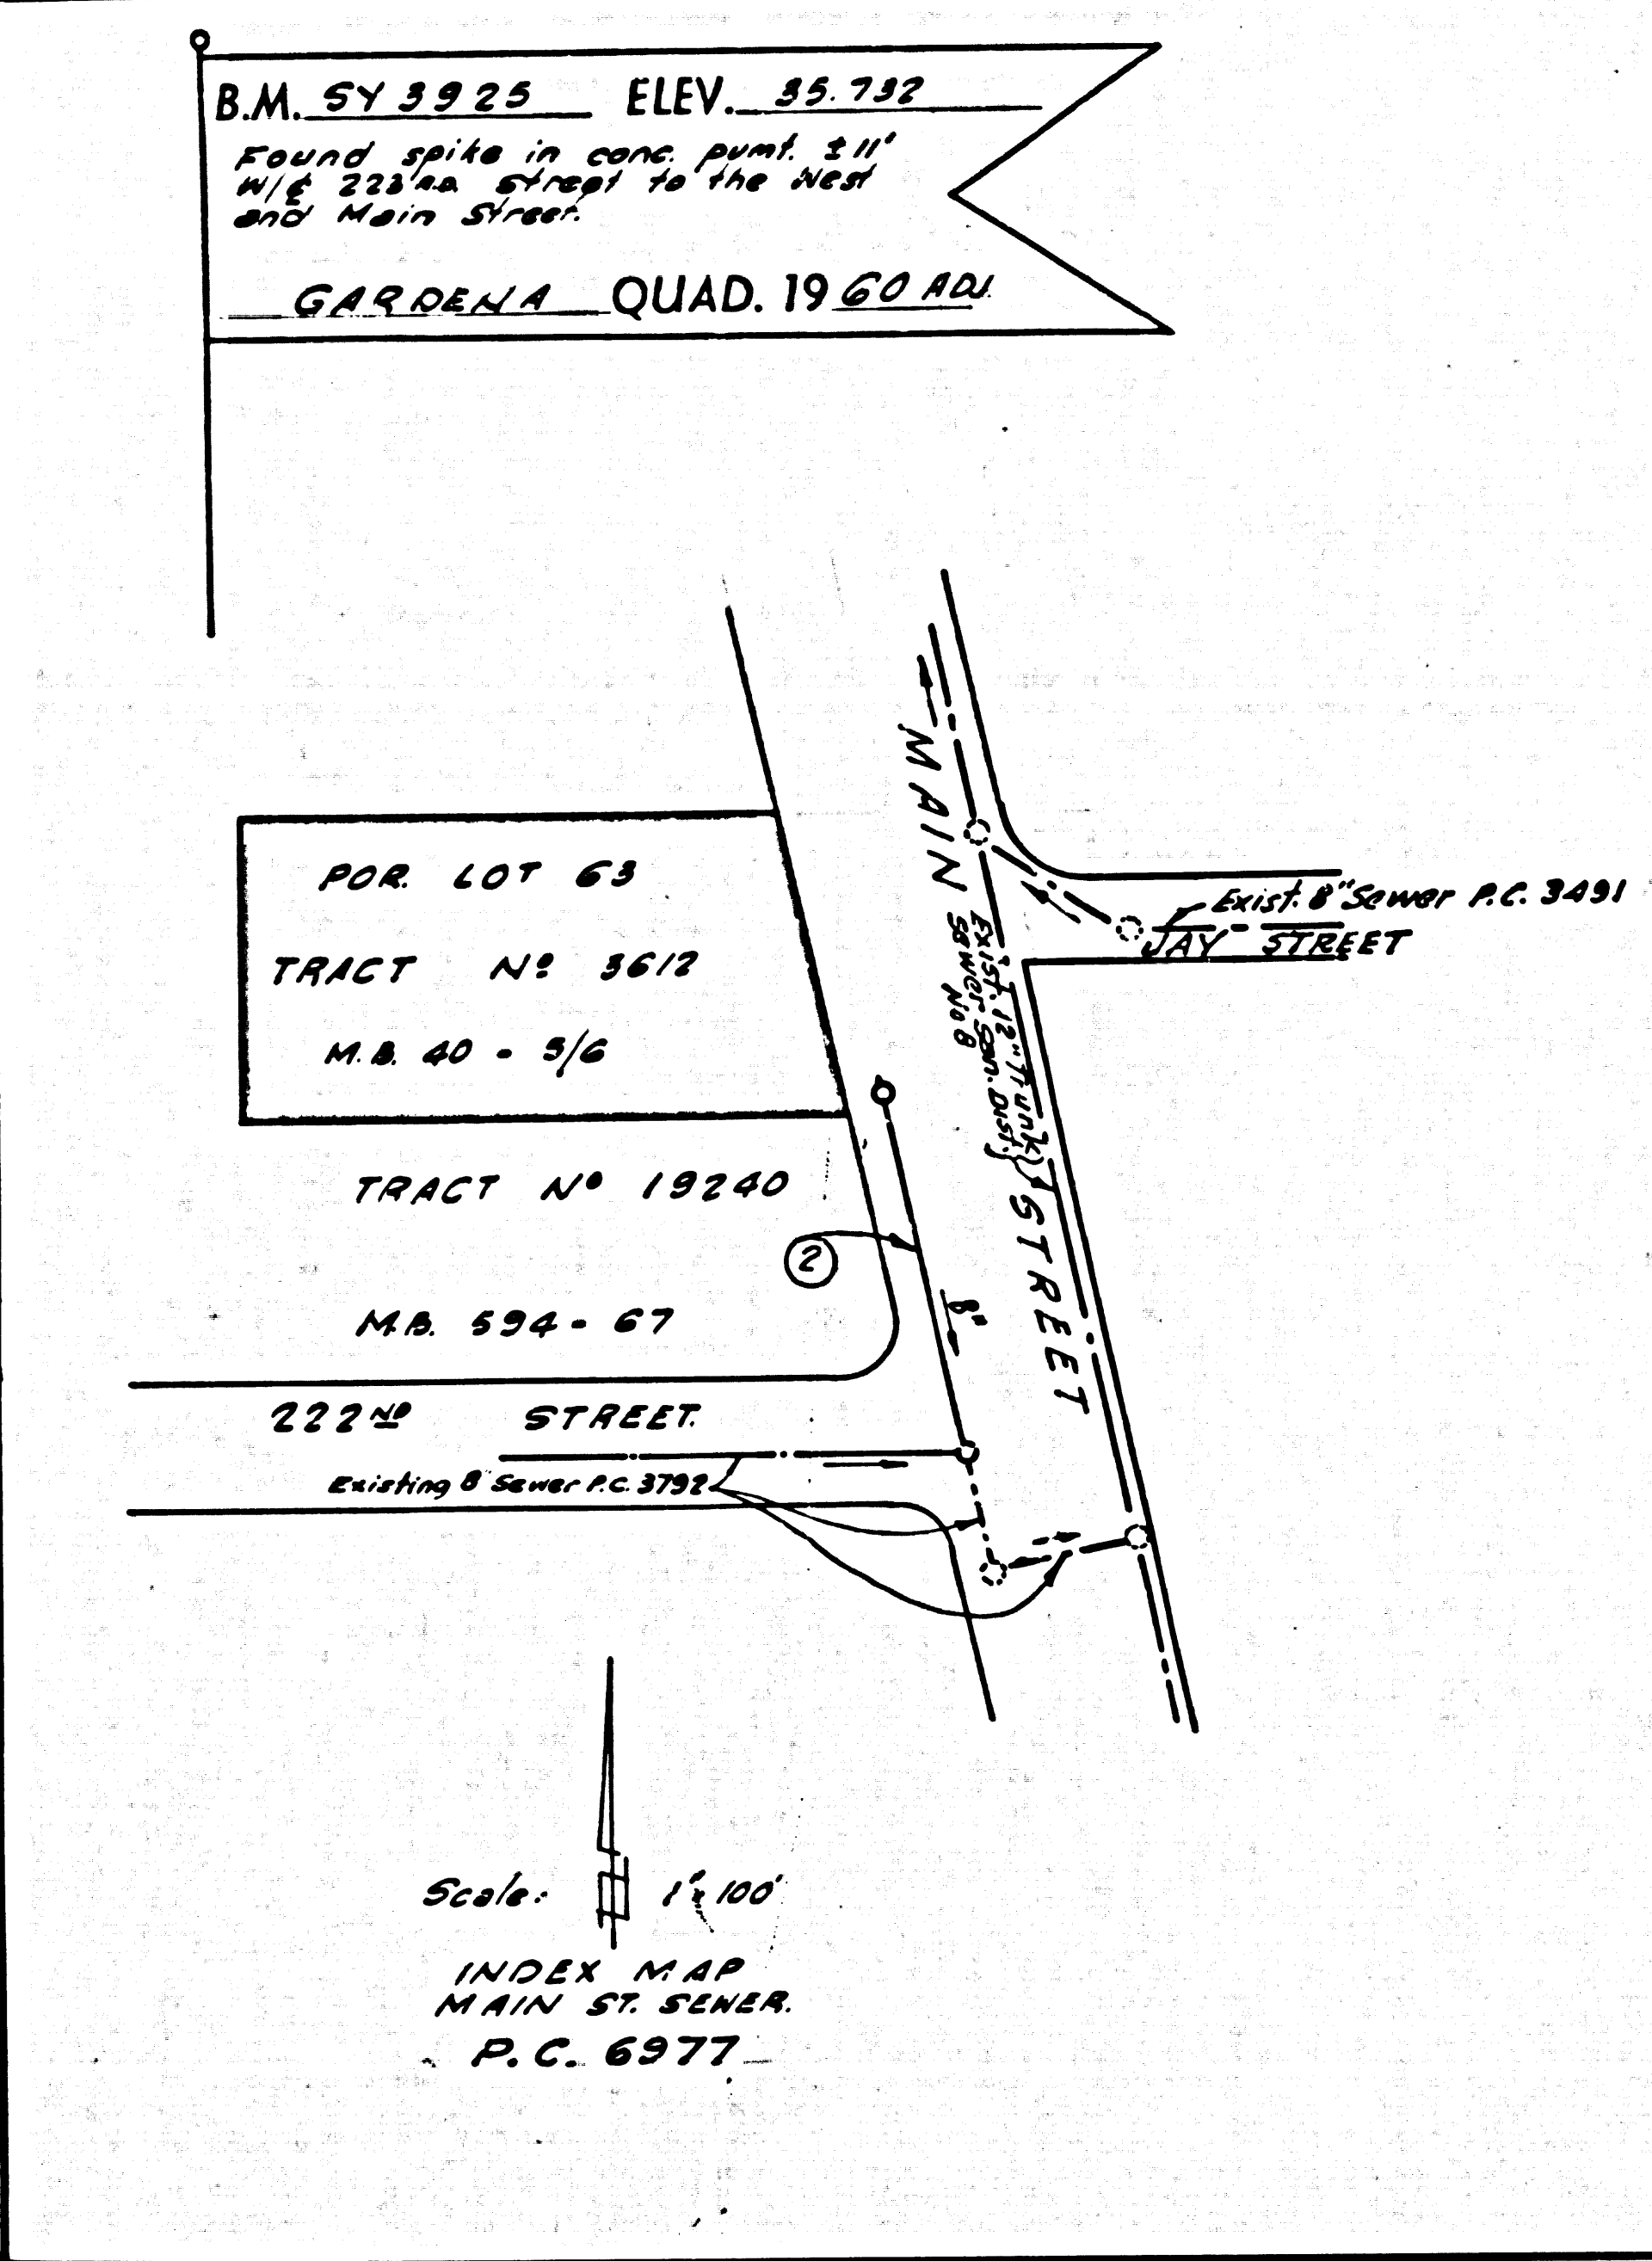 B.M. SY 3925 ELEV. 35.732
Found spike in conc. pvmt. ± 11'
W/℄ 223 R.D. Street to the West
and Main Street.
GARDENA QUAD. 1960 ADJ.
MAIN STREET
POR. LOT 63
TRACT Nº 3612
M.B. 40 - 5/6
Exist. 8" Sewer P.C. 3491
JAY STREET
Exist. 12" Trunk
Sewer San. Dist.
No 8
TRACT Nº 19240
2
8"
M.B. 594 - 67
222ND STREET.
Existing 8" Sewer P.C. 3792
Scale: 1" = 100'
INDEX MAP
MAIN ST. SEWER.
P.C. 6977